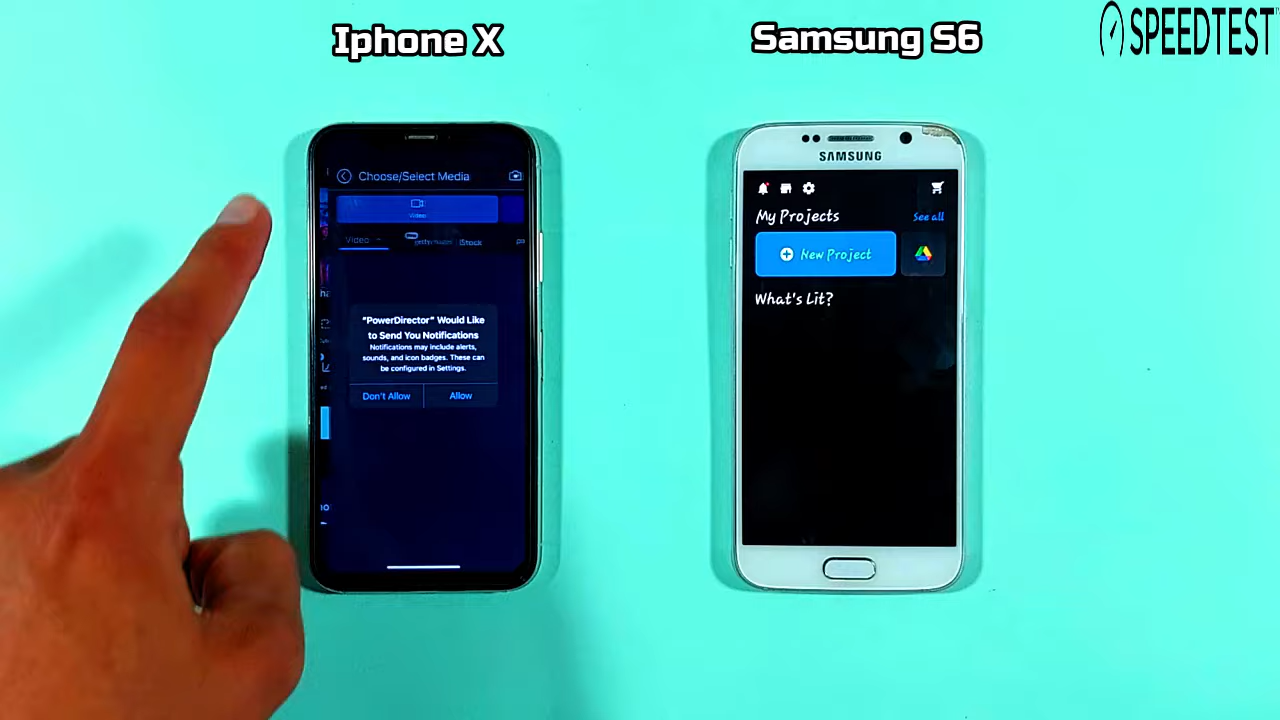 Iphone X
Samsung S6
SPEEDTEST
Choose/Select Media
Video
Video
"PowerDirector" Would Like
to Send You Notifications
Notifications may include alerts,
sounds, and icon badges. These can
be configured in Settings.
Don't Allow
Allow
SAMSUNG
My Projects
See all
New Project
What's Lit?